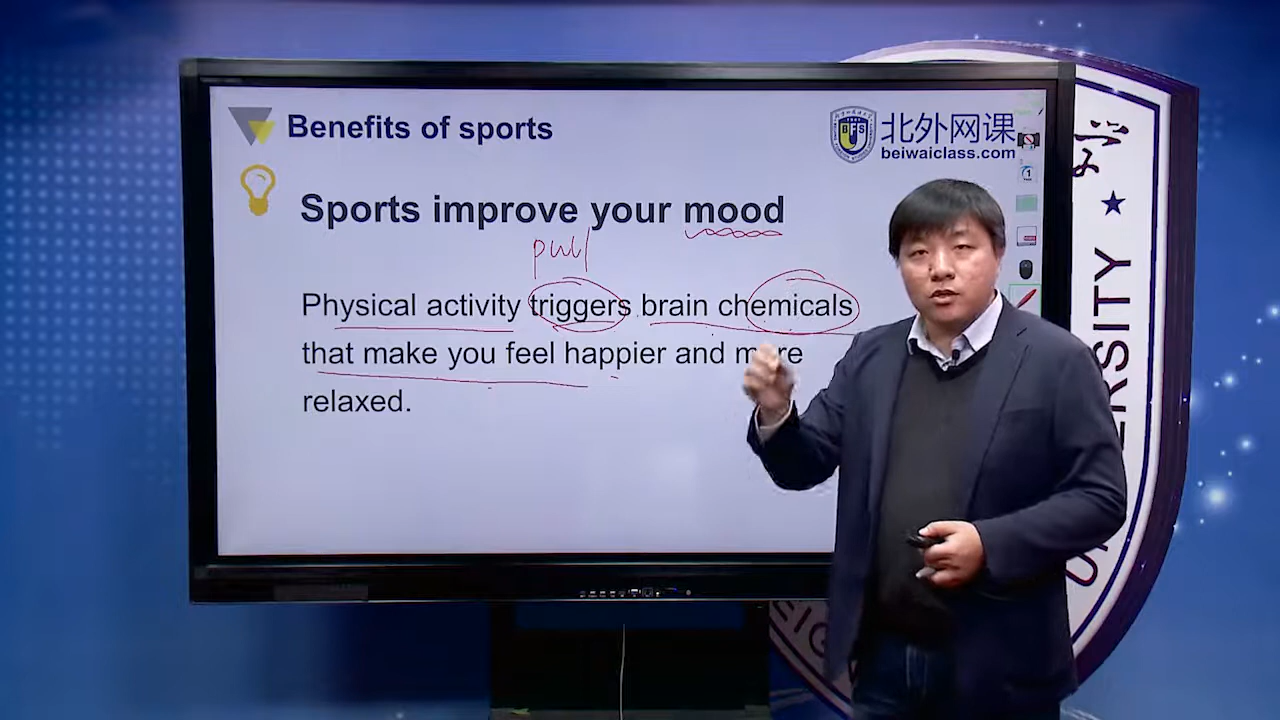 Benefits of sports
北外网课
beiwaiclass.com
Sports improve your mood
pull
Physical activity triggers brain chemicals
that make you feel happier and more
relaxed.